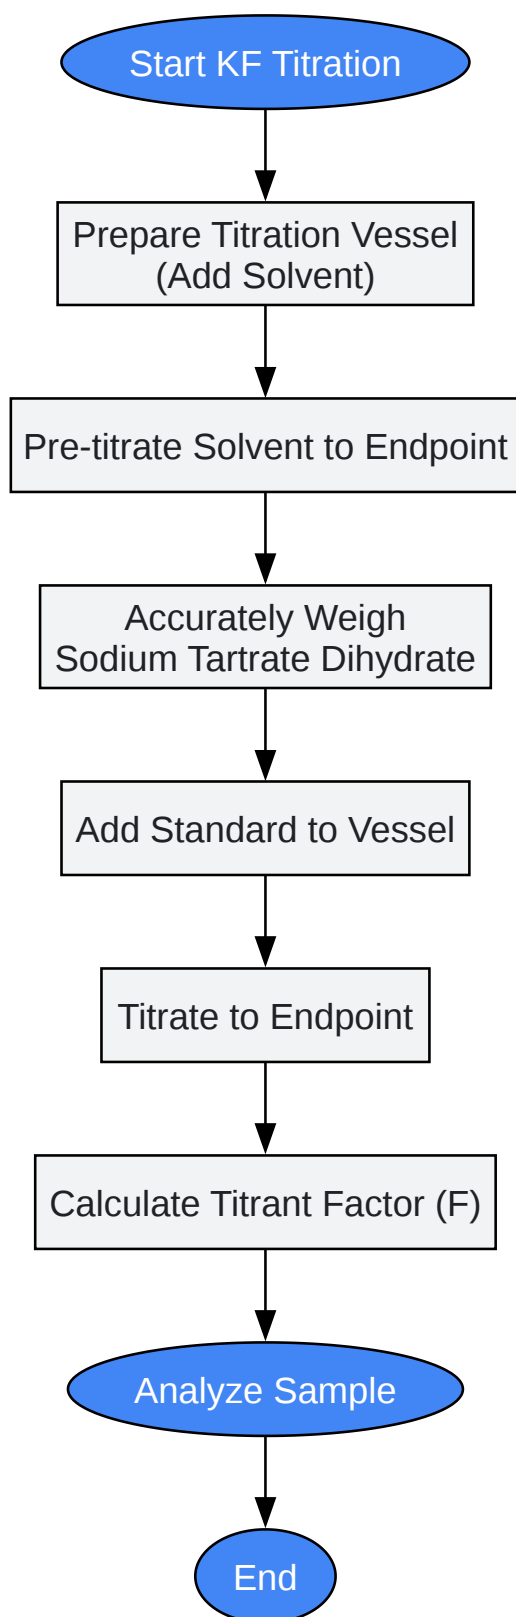 Start KF Titration
Prepare Titration Vessel
(Add Solvent)
Pre-titrate Solvent to Endpoint
Accurately Weigh
Sodium Tartrate Dihydrate
Add Standard to Vessel
Titrate to Endpoint
Calculate Titrant Factor (F)
Analyze Sample
End